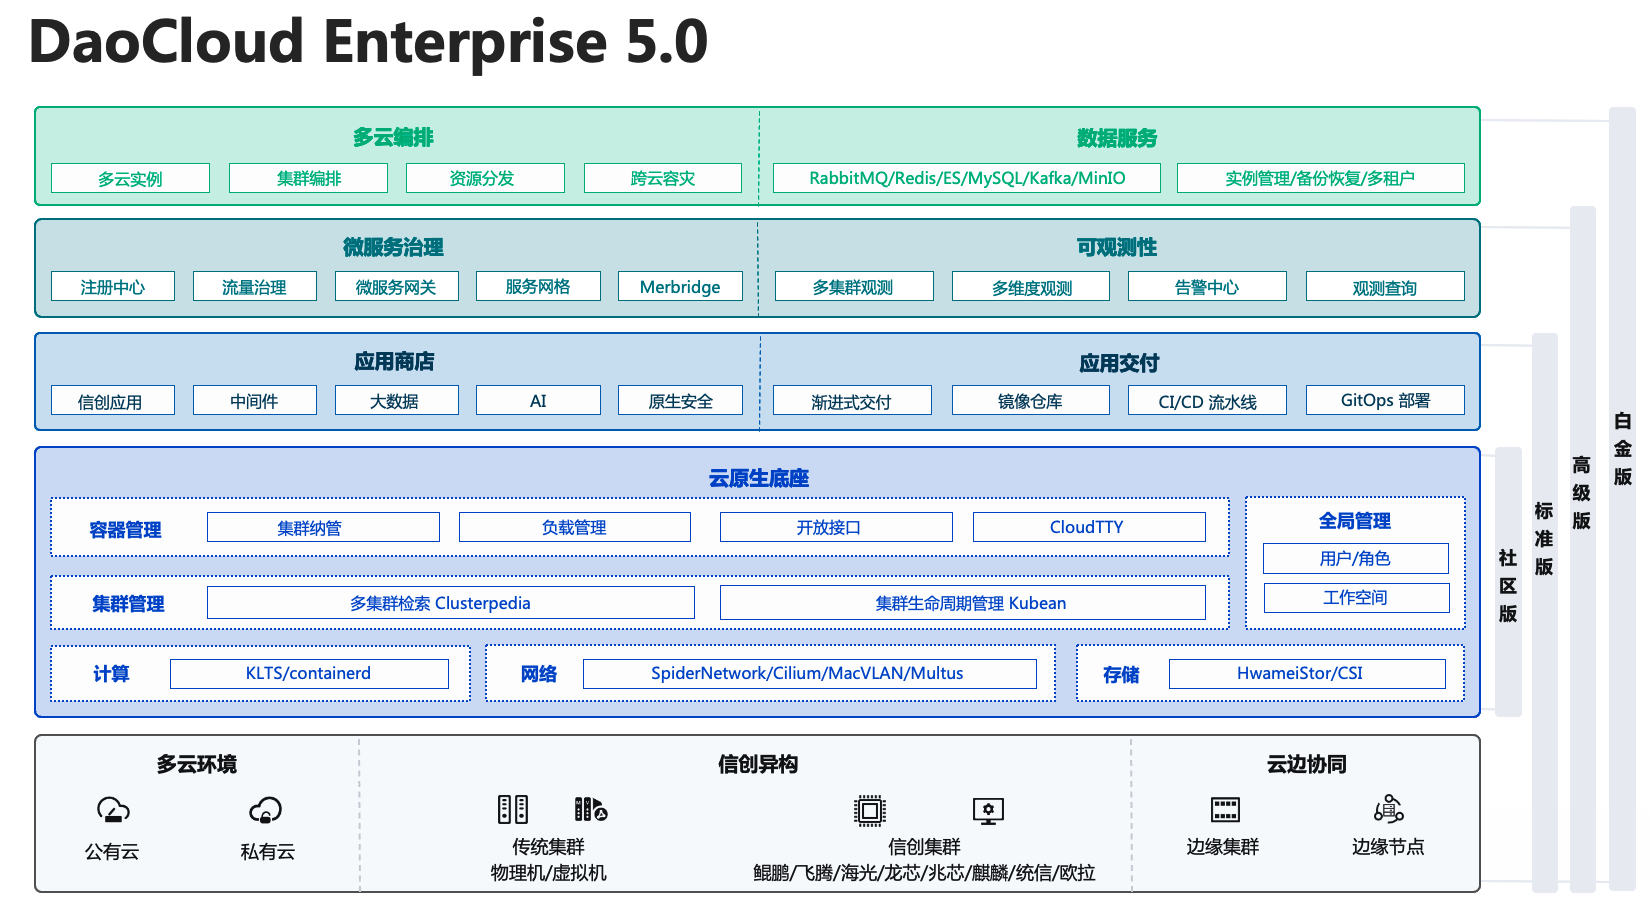 DaoCloud Enterprise 5.0
多云编排
多云实例
集群编排
资源分发
跨云容灾
数据服务
RabbitMQ/Redis/ES/MySQL/Kafka/MinIO
实例管理/备份恢复/多租户
微服务治理
注册中心
流量治理
微服务网关
服务网格
Merbridge
可观测性
多集群观测
多维度观测
告警中心
观测查询
应用商店
信创应用
中间件
大数据
AI
原生安全
应用交付
渐进式交付
镜像仓库
CI/CD 流水线
GitOps 部署
云原生底座
容器管理
集群纳管
负载管理
开放接口
CloudTTY
集群管理
多集群检索 Clusterpedia
集群生命周期管理 Kubean
全局管理
用户/角色
工作空间
计算
KLTS/containerd
网络
SpiderNetwork/Cilium/MacVLAN/Multus
存储
HwameiStor/CSI
多云环境
公有云
私有云
信创异构
传统集群
物理机/虚拟机
信创集群
鲲鹏/飞腾/海光/龙芯/兆芯/麒麟/统信/欧拉
云边协同
边缘集群
边缘节点
社区版
标准版
高级版
白金版